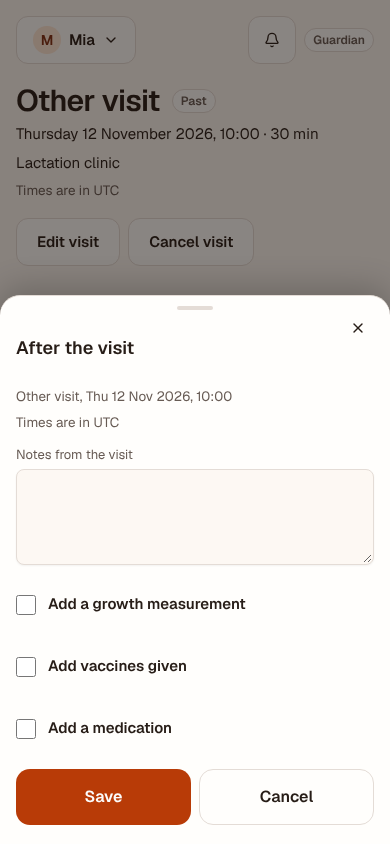 M Mia
Guardian
Other visit Past
Thursday 12 November 2026, 10:00 · 30 min
Lactation clinic
Times are in UTC
Edit visit Cancel visit
After the visit
Other visit, Thu 12 Nov 2026, 10:00
Times are in UTC
Notes from the visit
Add a growth measurement
Add vaccines given
Add a medication
Save Cancel